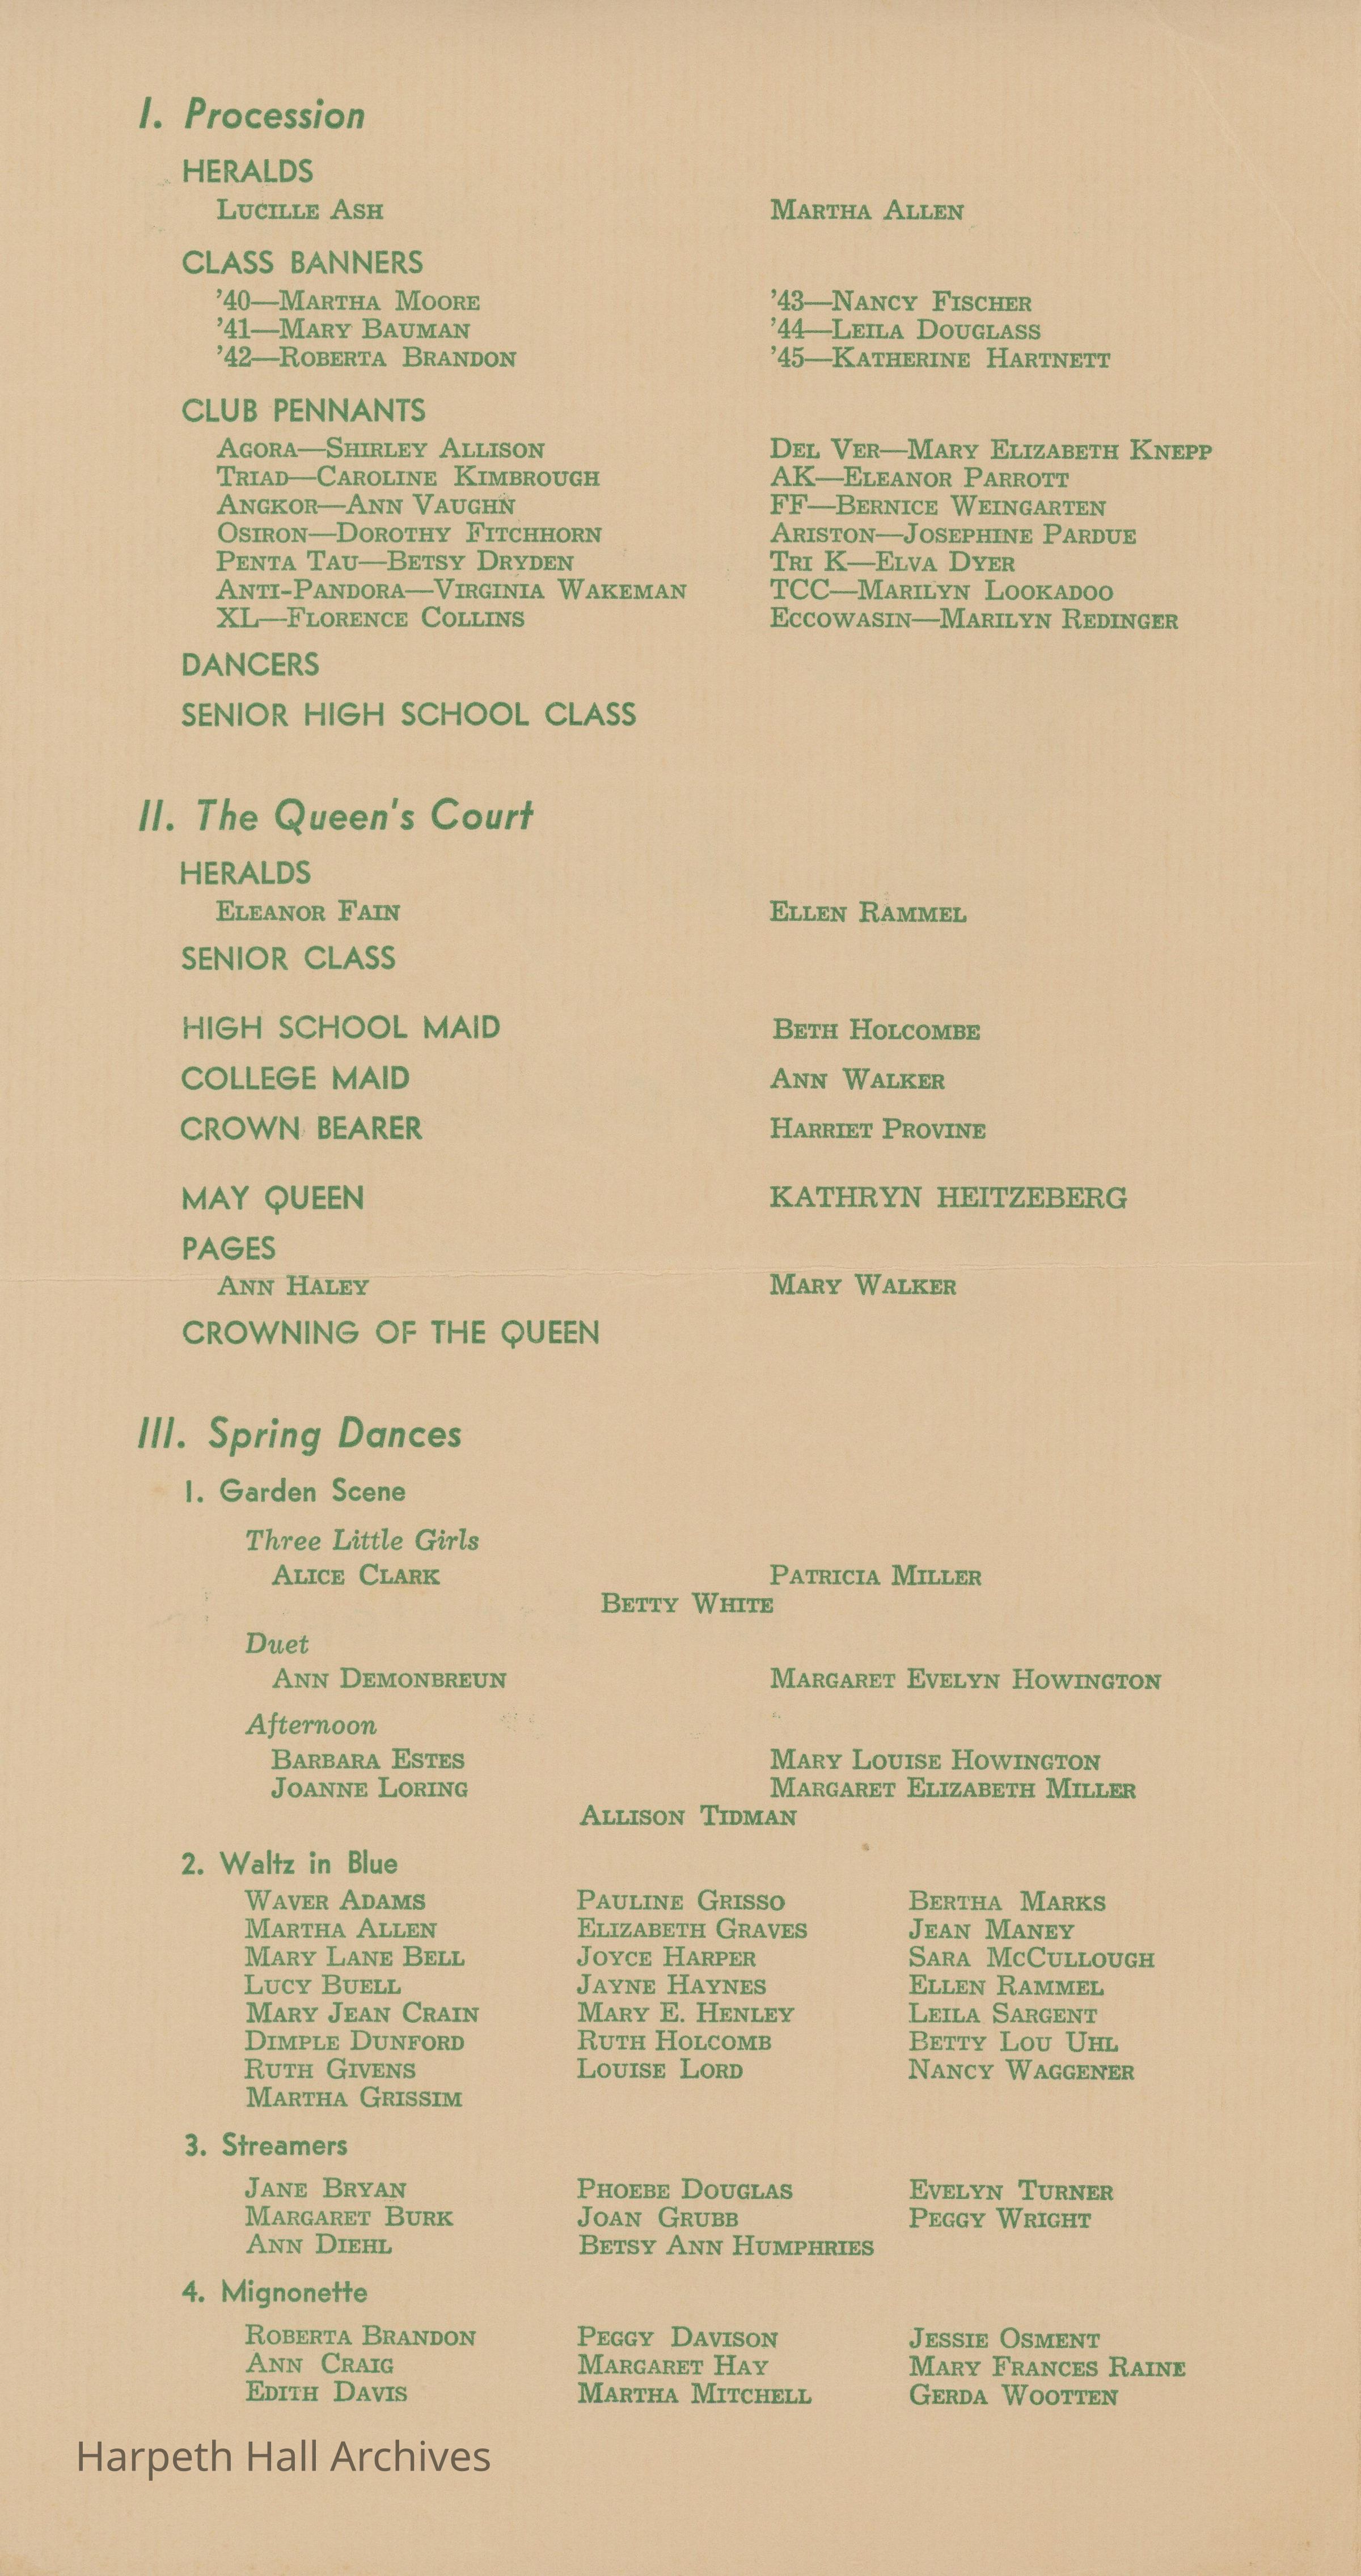 I. Procession
HERALDS
LUCILLE ASH MARTHA ALLEN
CLASS BANNERS
’40—MARTHA MOORE ’43—NANCY FISCHER
’41—MARY BAUMAN ’44—LEILA DOUGLASS
’42—ROBERTA BRANDON ’45—KATHERINE HARTNETT
CLUB PENNANTS
AGORA—SHIRLEY ALLISON DEL VER—MARY ELIZABETH KNEPP
TRIAD—CAROLINE KIMBROUGH AK—ELEANOR PARROTT
ANGKOR—ANN VAUGHN FF—BERNICE WEINGARTEN
OSIRON—DOROTHY FITCHHORN ARISTON—JOSEPHINE PARDUE
PENTA TAU—BETSY DRYDEN TRI K—ELVA DYER
ANTI-PANDORA—VIRGINIA WAKEMAN TCC—MARILYN LOOKADOO
XL—FLORENCE COLLINS ECCOWASIN—MARILYN REDINGER
DANCERS
SENIOR HIGH SCHOOL CLASS
II. The Queen's Court
HERALDS
ELEANOR FAIN ELLEN RAMMEL
SENIOR CLASS
HIGH SCHOOL MAID BETH HOLCOMBE
COLLEGE MAID ANN WALKER
CROWN BEARER HARRIET PROVINE
MAY QUEEN KATHRYN HEITZEBERG
PAGES
ANN HALEY MARY WALKER
CROWNING OF THE QUEEN
III. Spring Dances
1. Garden Scene
Three Little Girls
ALICE CLARK PATRICIA MILLER
BETTY WHITE
Duet
ANN DEMONBREUN MARGARET EVELYN HOWINGTON
Afternoon
BARBARA ESTES MARY LOUISE HOWINGTON
JOANNE LORING MARGARET ELIZABETH MILLER
ALLISON TIDMAN
2. Waltz in Blue
WAVER ADAMS PAULINE GRISSO BERTHA MARKS
MARTHA ALLEN ELIZABETH GRAVES JEAN MANEY
MARY LANE BELL JOYCE HARPER SARA MCCULLOUGH
LUCY BUELL JAYNE HAYNES ELLEN RAMMEL
MARY JEAN CRAIN MARY E. HENLEY LEILA SARGENT
DIMPLE DUNFORD RUTH HOLCOMB BETTY LOU UHL
RUTH GIVENS LOUISE LORD NANCY WAGGENER
MARTHA GRISSIM
3. Streamers
JANE BRYAN PHOEBE DOUGLAS EVELYN TURNER
MARGARET BURK JOAN GRUBB PEGGY WRIGHT
ANN DIEHL BETSY ANN HUMPHRIES
4. Mignonette
ROBERTA BRANDON PEGGY DAVISON JESSIE OSMENT
ANN CRAIG MARGARET HAY MARY FRANCES RAINE
EDITH DAVIS MARTHA MITCHELL GERDA WOOTTEN
Harpeth Hall Archives